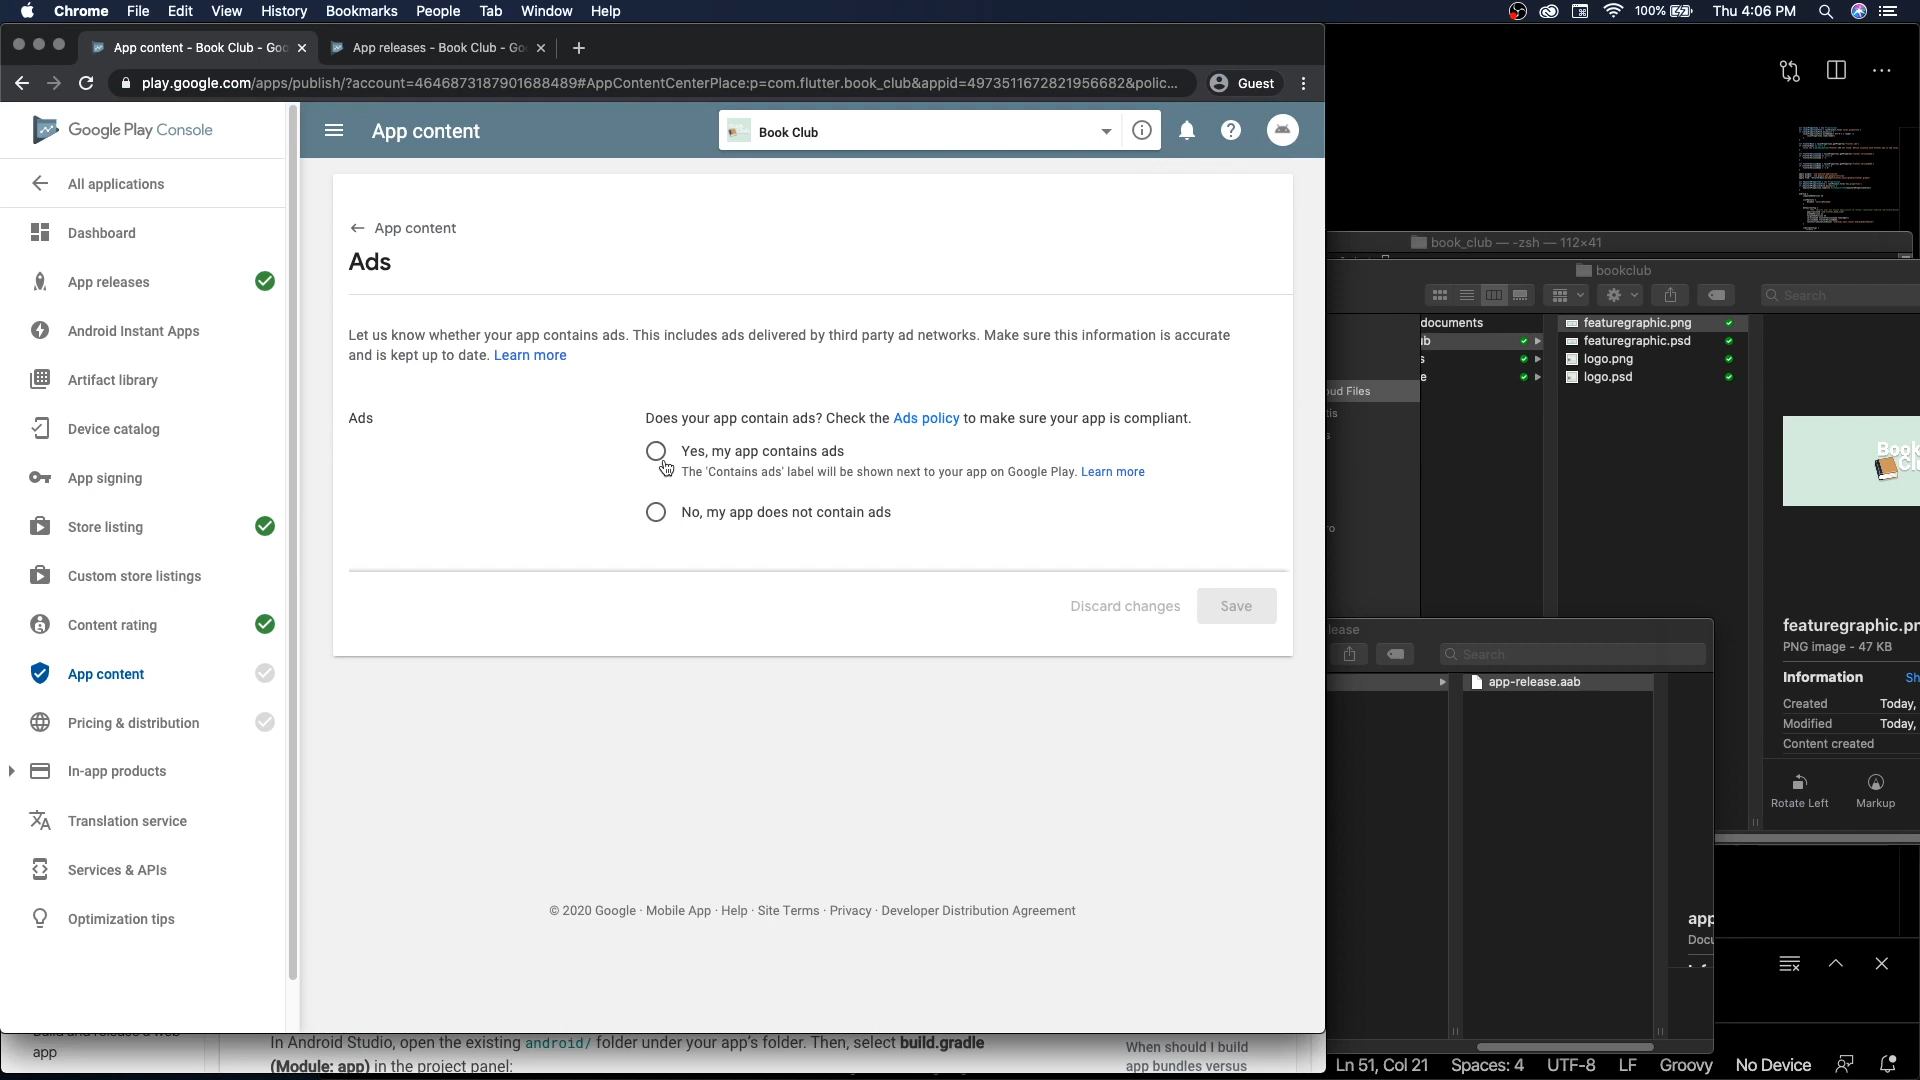 Chrome File Edit View History Bookmarks People Tab Window Help
100% Thu 4:06 PM
App content - Book Club - Goo
App releases - Book Club - Go
play.google.com/apps/publish/?account=4646873187901688489#AppContentCenterPlace:p=com.flutter.book_club&appid=4973511672821956682&polic...
Guest
Google Play Console
App content
Book Club
All applications
Dashboard
App releases
Android Instant Apps
Artifact library
Device catalog
App signing
Store listing
Custom store listings
Content rating
App content
Pricing & distribution
In-app products
Translation service
Services & APIs
Optimization tips
App content
Ads
Let us know whether your app contains ads. This includes ads delivered by third party ad networks. Make sure this information is accurate
and is kept up to date. Learn more
Ads
Does your app contain ads? Check the Ads policy to make sure your app is compliant.
Yes, my app contains ads
The 'Contains ads' label will be shown next to your app on Google Play. Learn more
No, my app does not contain ads
Discard changes
Save
© 2020 Google · Mobile App · Help · Site Terms · Privacy · Developer Distribution Agreement
book_club — -zsh — 112×41
bookclub
Search
documents
featuregraphic.png
featuregraphic.psd
logo.png
logo.psd
oud Files
Book
featuregraphic.pr
PNG image - 47 KB
Information
Sh
Created Today,
Modified Today,
Content created
Rotate Left
Markup
lease
Search
app-release.aab
app
Docu
app
In Android Studio, open the existing android/ folder under your app's folder. Then, select build.gradle
(Module: app) in the project panel:
When should I build
app bundles versus
Ln 51, Col 21 Spaces: 4 UTF-8 LF Groovy No Device